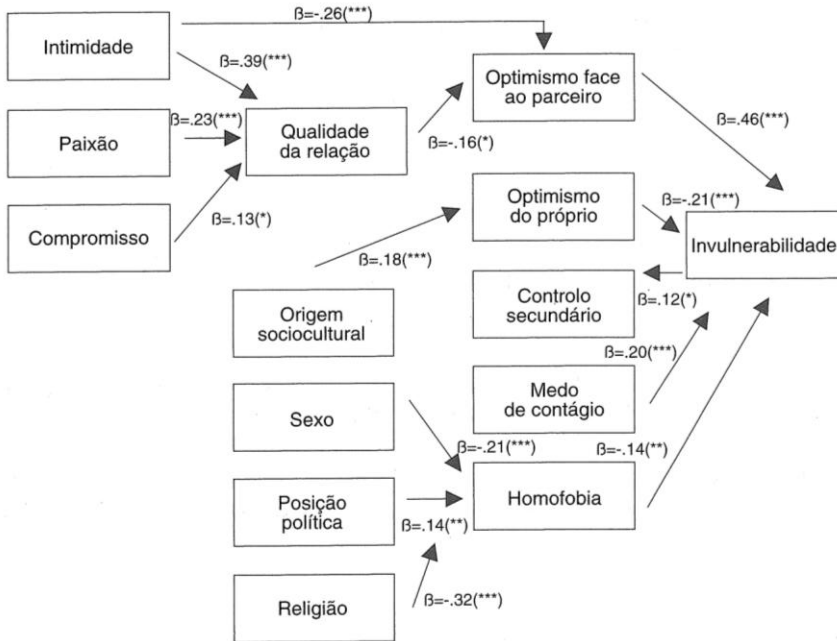 ß=-.26(***)
Intimidade
ß=.39(***)
Optimismo face
ao parceiro
ß=.23(***)
Paixão
Qualidade
da relação
ß=-.16(*)
ß=.46(***)
Compromisso
ß=.13(*)
Optimismo
do próprio
ß=-.21(***)
Invulnerabilidade
ß=.18(***)
Origem
sociocultural
Controlo
secundário
ß=.12(*)
ß=.20(***)
Medo
de contágio
Sexo
ß=-.21(***)
ß=-.14(**)
Posição
política
ß=.14(**)
Homofobia
Religião
ß=-.32(***)